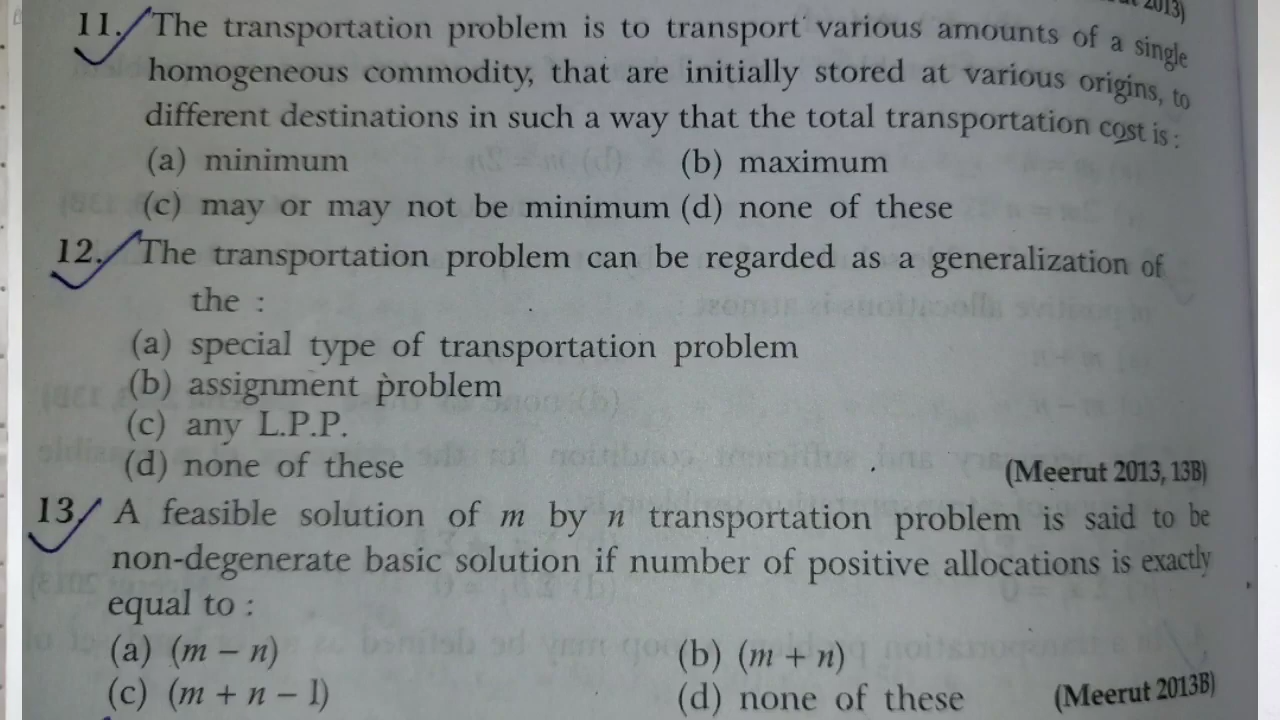 2013)
11. The transportation problem is to transport various amounts of a single
homogeneous commodity, that are initially stored at various origins, to
different destinations in such a way that the total transportation cost is :
(a) minimum (b) maximum
(c) may or may not be minimum (d) none of these
12. The transportation problem can be regarded as a generalization of
the :
(a) special type of transportation problem
(b) assignment problem
(c) any L.P.P.
(d) none of these (Meerut 2013, 13B)
13. A feasible solution of m by n transportation problem is said to be
non-degenerate basic solution if number of positive allocations is exactly
equal to :
(a) (m – n) (b) (m + n)
(c) (m + n – 1) (d) none of these (Meerut 2013B)